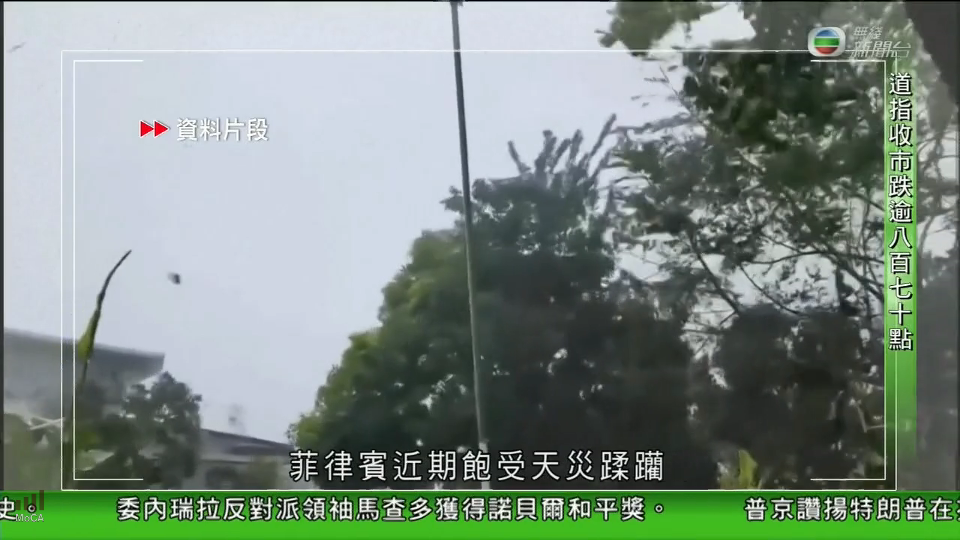 無綫
新聞台
資料片段
道指收市跌逾八百七十點
菲律賓近期飽受天災蹂躪
史。 委內瑞拉反對派領袖馬查多獲得諾貝爾和平獎。 普京讚揚特朗普在
MoCA